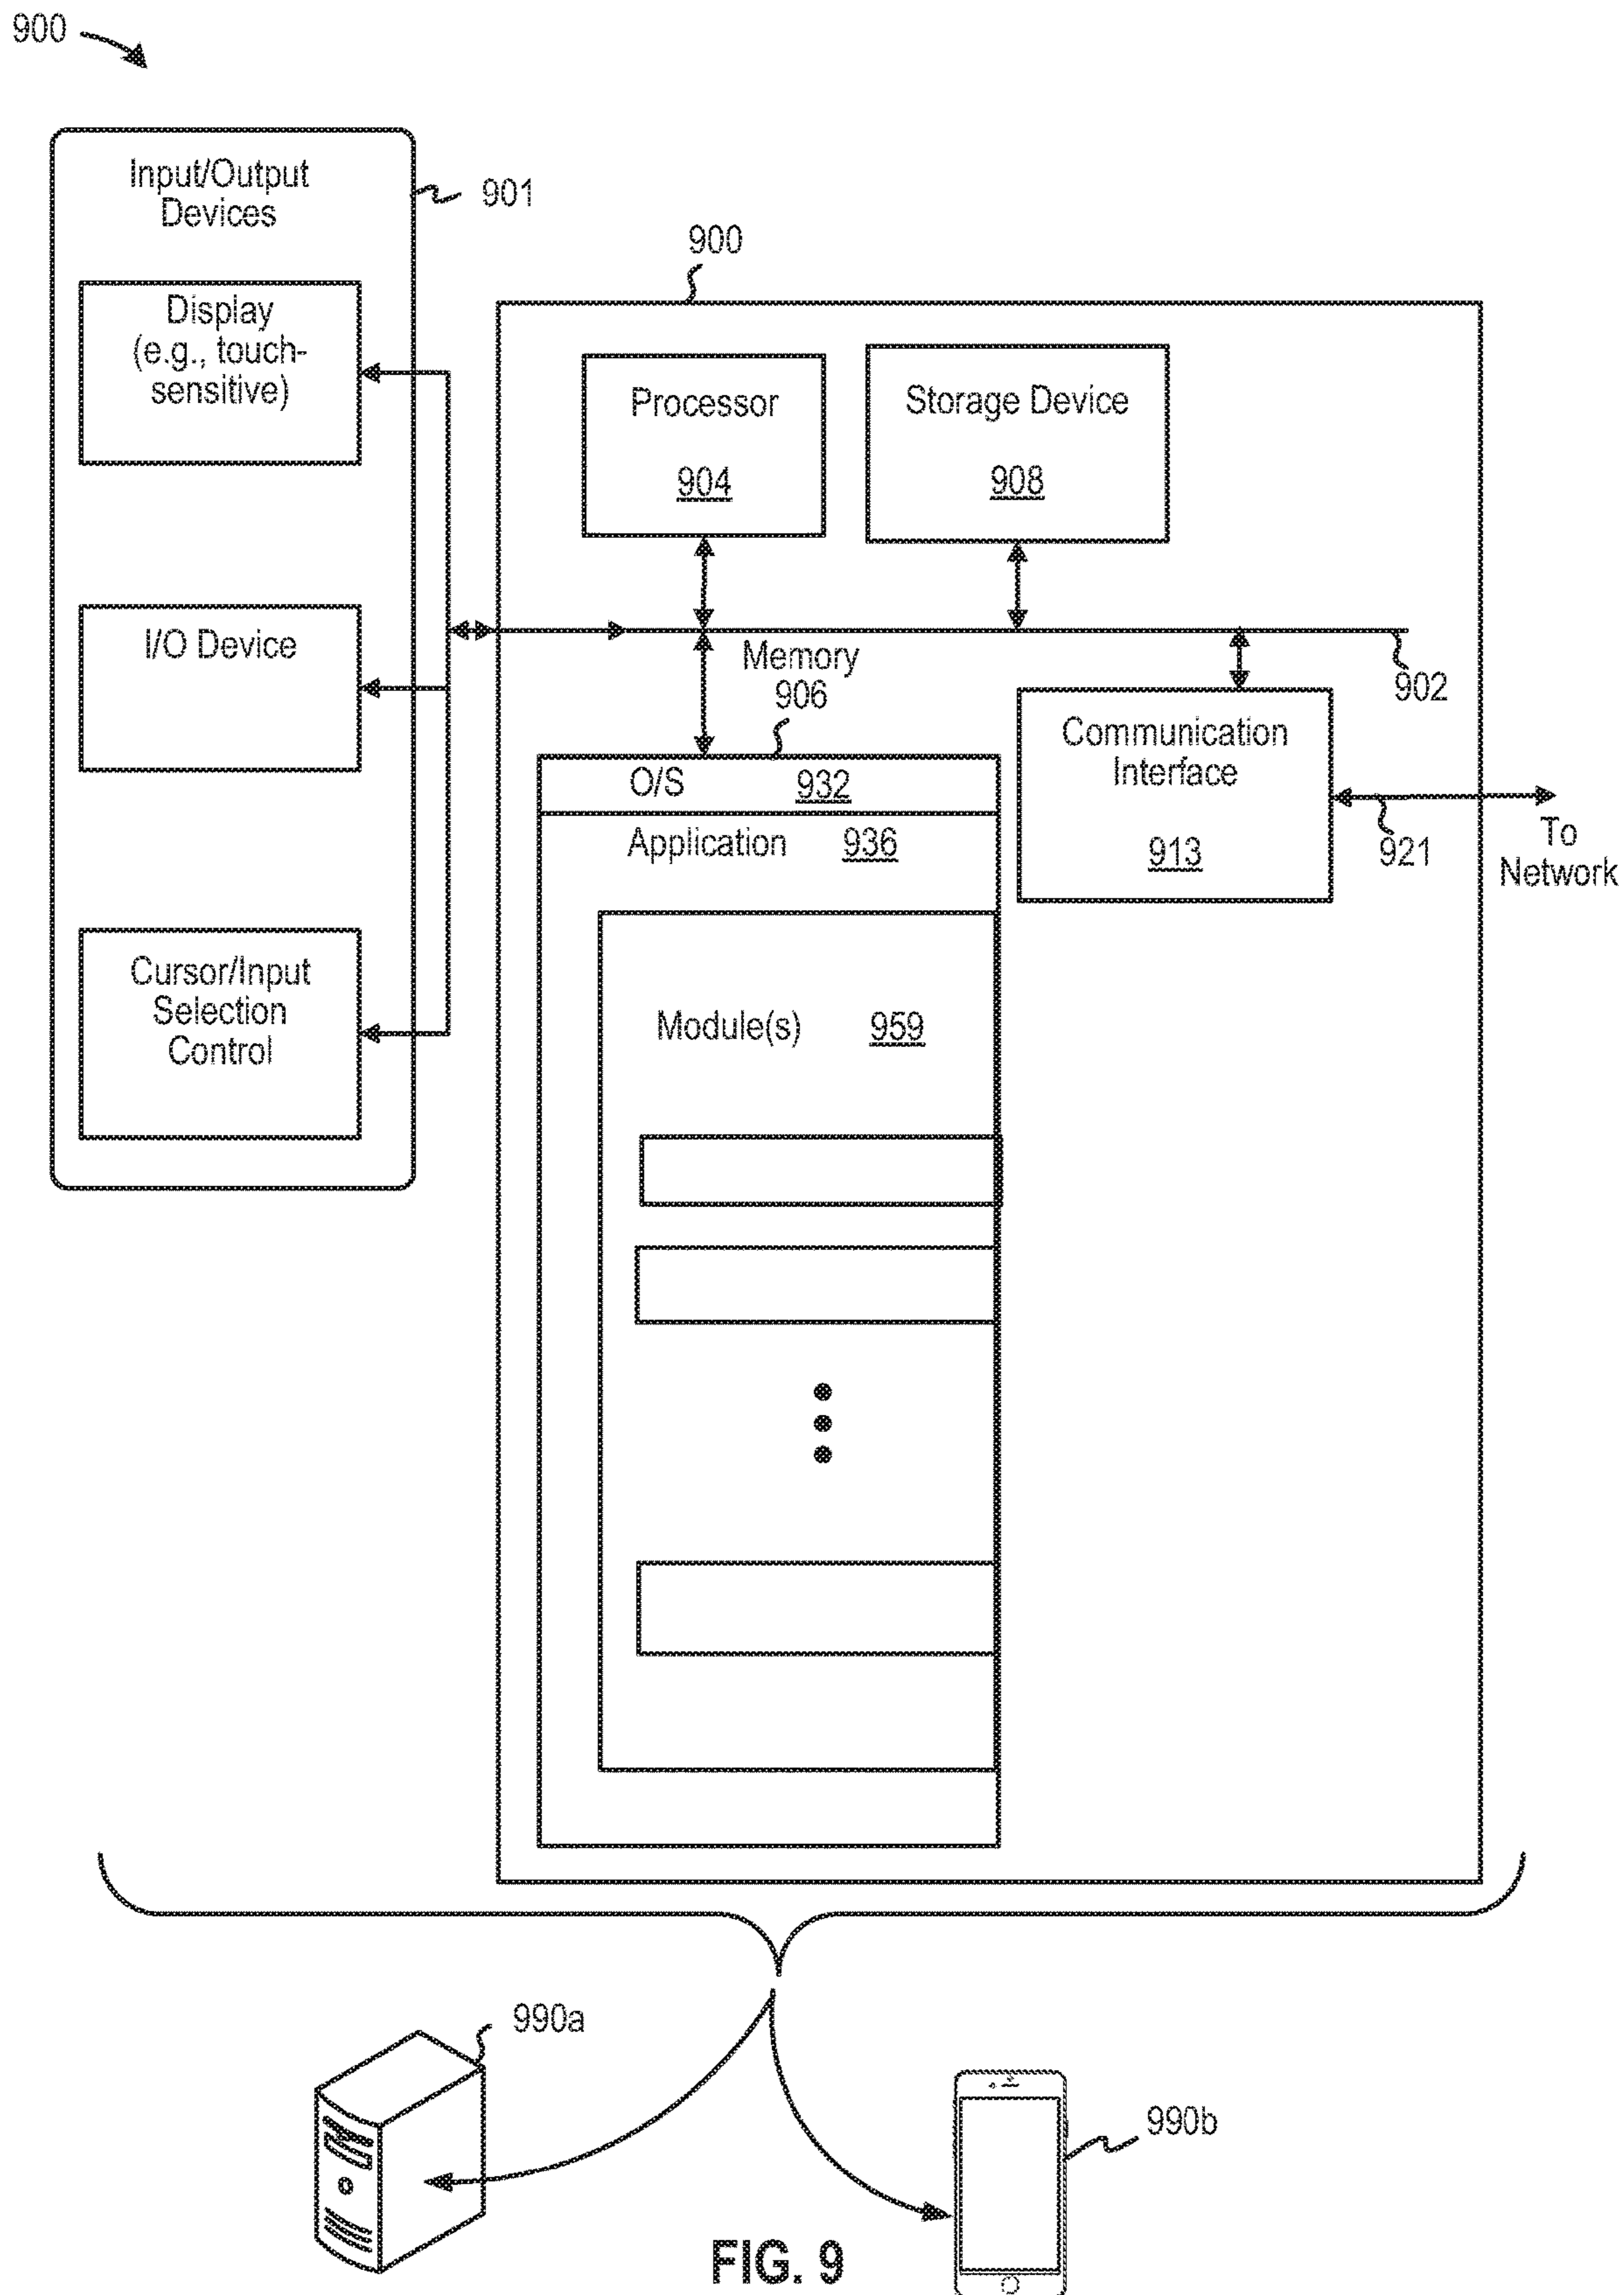 900
Input/Output
Devices
901
Display
(e.g., touch-
sensitive)
I/O Device
Cursor/Input
Selection
Control
900
Processor
904
Storage Device
908
902
Memory
906
O/S 932
Application 936
Module(s) 959
Communication
Interface
913
921
To
Network
990a
990b
FIG. 9